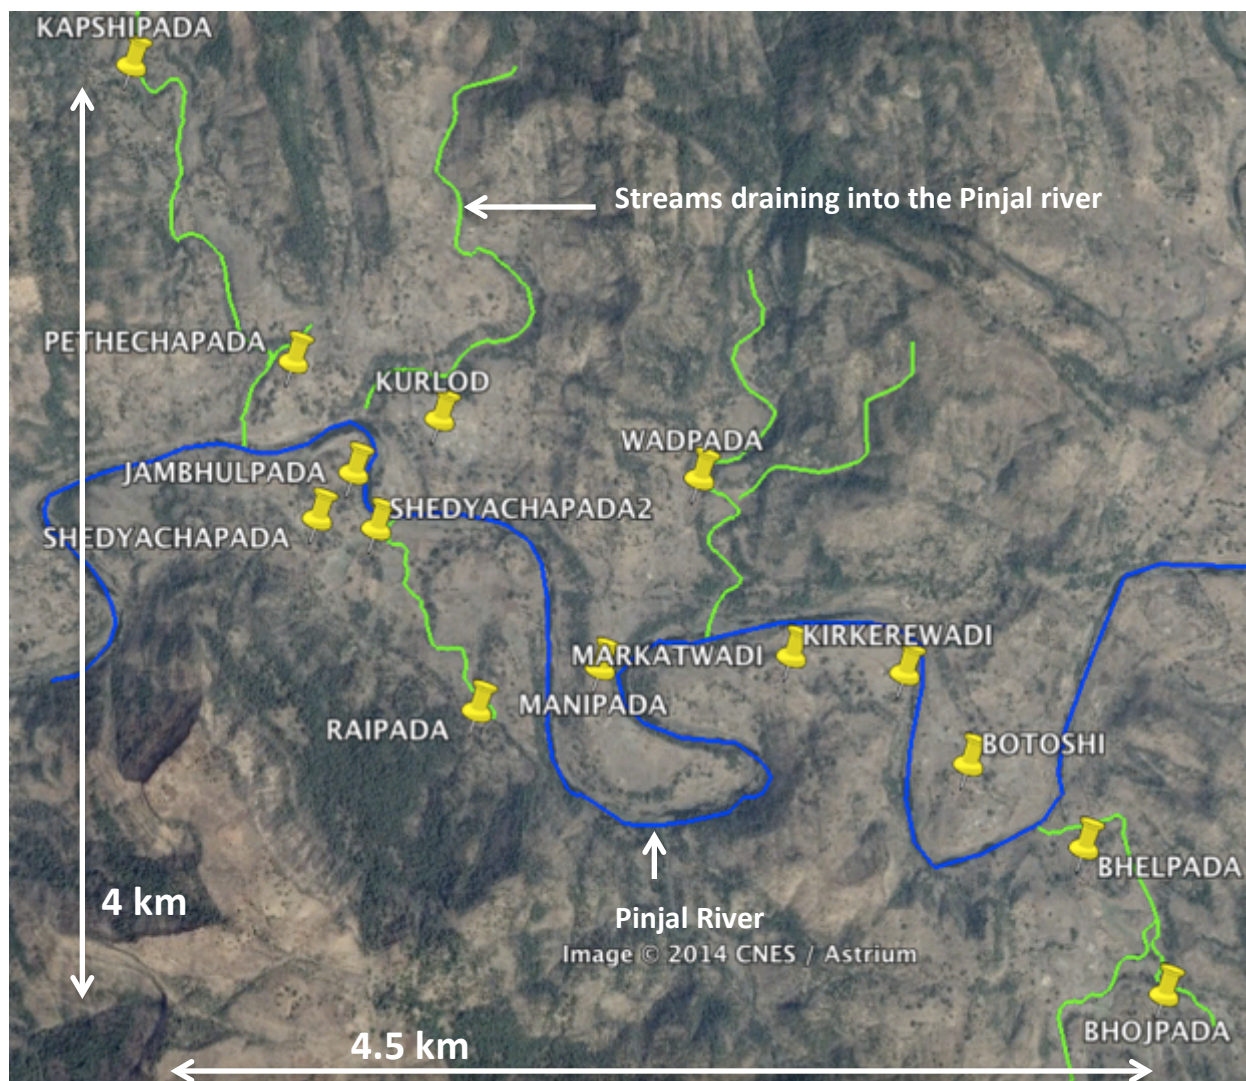 KAPSHIPADA
Streams draining into the Pinjal river
PETHECHAPADA
KURLOD
WADPADA
JAMBHULPADA
SHEDYACHAPADA2
SHEDYACHAPADA
KIRKEREWADI
MARKATWADI
MANIPADA
RAIPADA
BOTOSHI
BHELPADA
4 km
Pinjal River
Image © 2014 CNES / Astrium
BHOJPADA
4.5 km